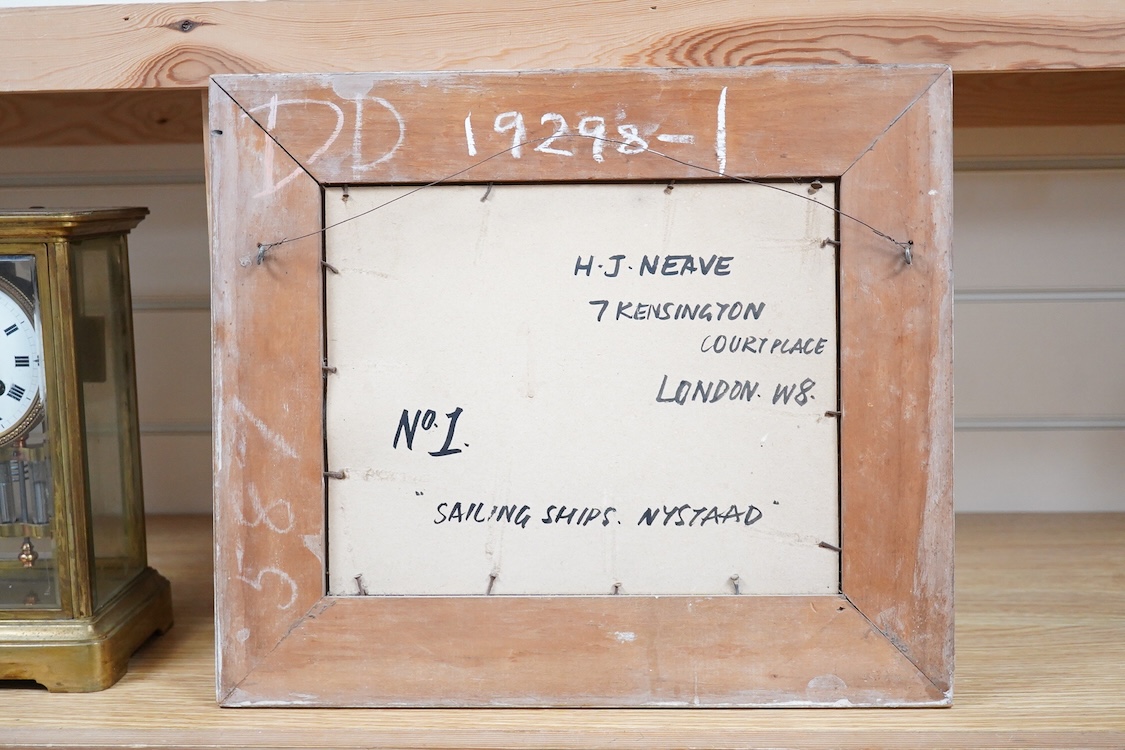 DD 19298-1
H·J·NEAVE
7 KENSINGTON
COURT PLACE
LONDON. W8.
No. 1.
"SAILING SHIPS. NYSTAAD"